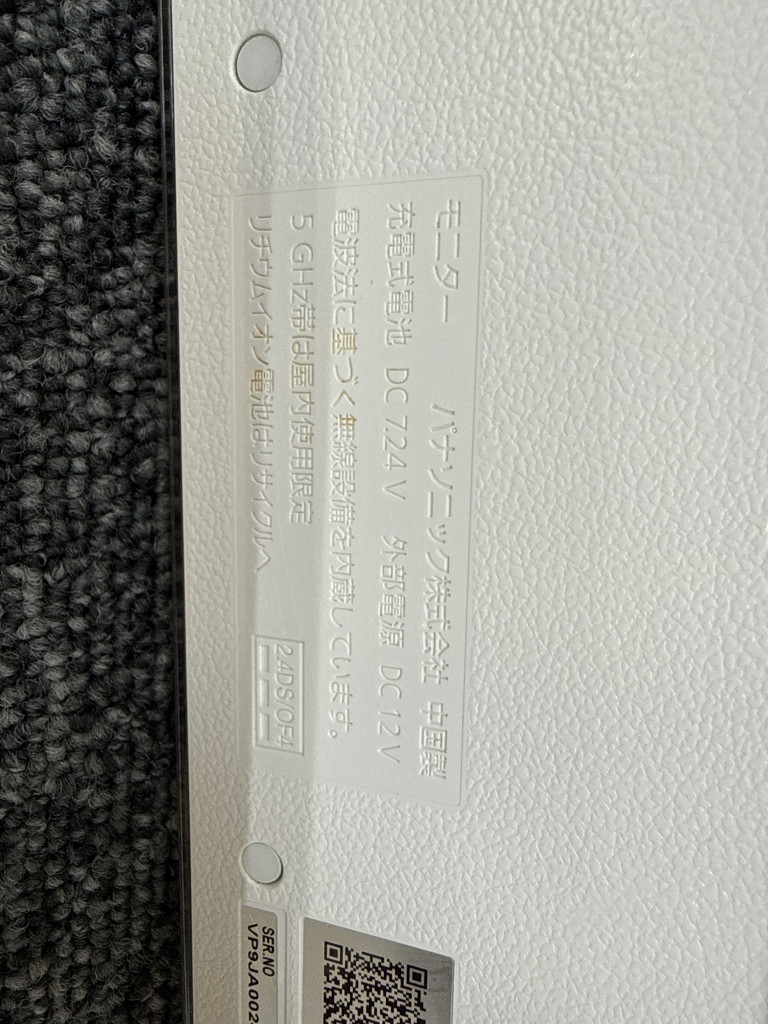 モニター　パナソニック株式会社 中国製
充電式電池 DC 7.24 V 外部電源 DC 12 V
電波法に基づく無線設備を内蔵しています。
5 GHz帯は屋内使用限定
リチウムイオン電池はリサイクルへ
2.4DS/OF4
SER.NO
VP9JA002